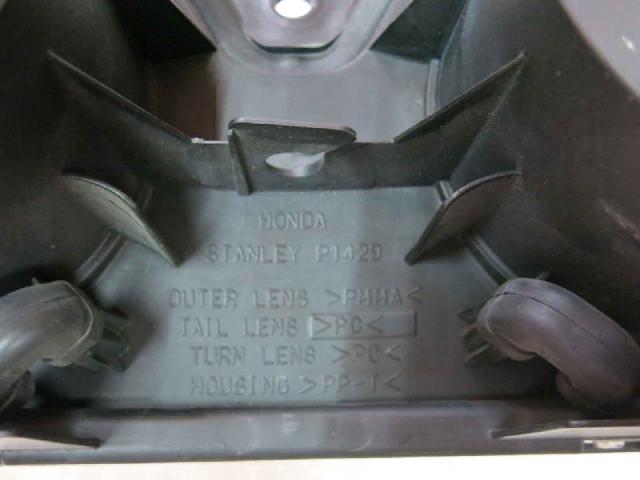 HONDA
STANLEY P1429
OUTER LENS >PMMA<
TAIL LENS >PC<
TURN LENS >PC<
HOUSING >PP-I<